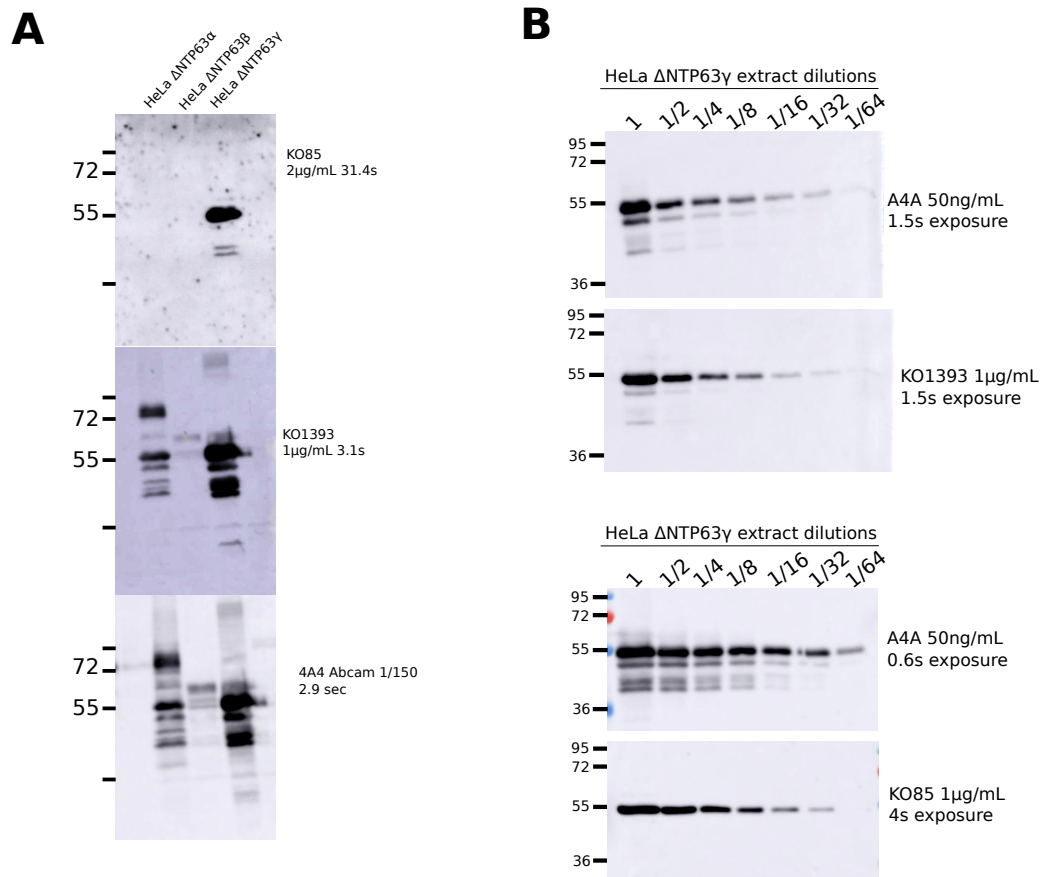 A
HeLa ΔNTP63α
HeLa ΔNTP63β
HeLa ΔNTP63γ
72
55
KO85
2µg/mL 31.4s
72
55
KO1393
1µg/mL 3.1s
72
55
4A4 Abcam 1/150
2.9 sec
B
HeLa ΔNTP63γ extract dilutions
1 1/2 1/4 1/8 1/16 1/32 1/64
95
72
55
36
A4A 50ng/mL
1.5s exposure
95
72
55
36
KO1393 1µg/mL
1.5s exposure
HeLa ΔNTP63γ extract dilutions
1 1/2 1/4 1/8 1/16 1/32 1/64
95
72
55
36
A4A 50ng/mL
0.6s exposure
95
72
55
36
KO85 1µg/mL
4s exposure